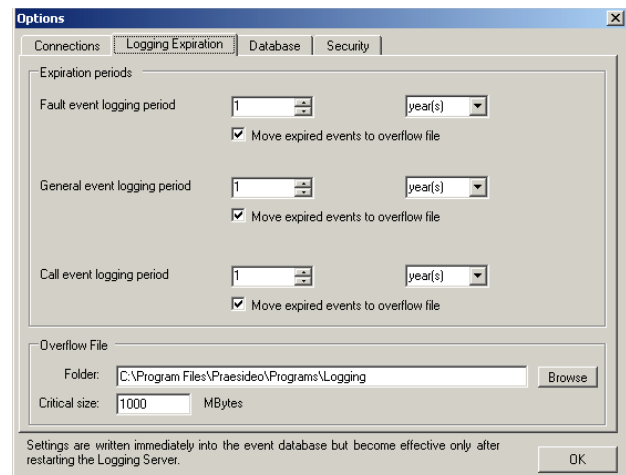 Options
Connections Logging Expiration Database Security
Expiration periods
Fault event logging period 1 year(s)
Move expired events to overflow file
General event logging period 1 year(s)
Move expired events to overflow file
Call event logging period 1 year(s)
Move expired events to overflow file
Overflow File
Folder: C:\Program Files\Praesideo\Programs\Logging Browse
Critical size: 1000 MBytes
Settings are written immediately into the event database but become effective only after
restarting the Logging Server.
OK